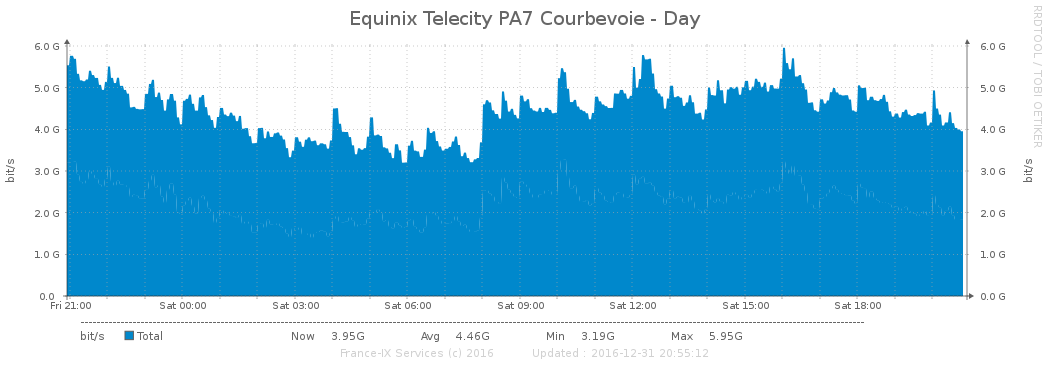 Equinix Telecity PA7 Courbevoie - Day
RRDTOOL / TOBI OETIKER
6.0 G 6.0 G
5.0 G 5.0 G
4.0 G 4.0 G
3.0 G 3.0 G
2.0 G 2.0 G
1.0 G 1.0 G
0.0 0.0 G
bit/s bit/s
Fri 21:00 Sat 00:00 Sat 03:00 Sat 06:00 Sat 09:00 Sat 12:00 Sat 15:00 Sat 18:00
bit/s Total Now 3.95G Avg 4.46G Min 3.19G Max 5.95G
France-IX Services (c) 2016 Updated : 2016-12-31 20:55:12